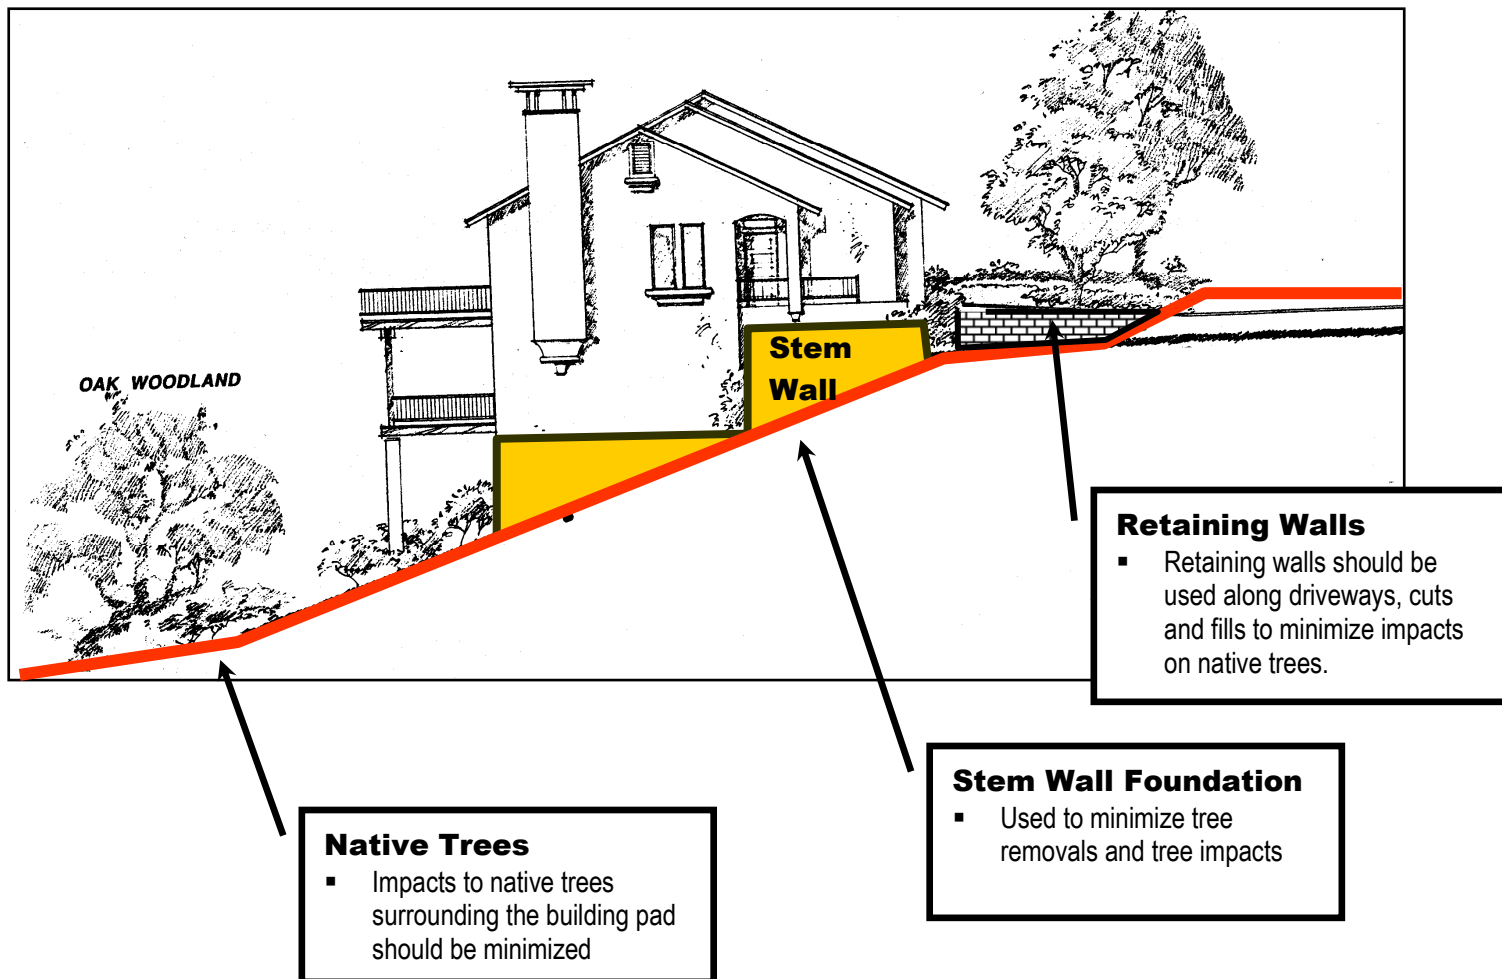 OAK WOODLAND
Stem
Wall
Retaining Walls
▪ Retaining walls should be
used along driveways, cuts
and fills to minimize impacts
on native trees.
Stem Wall Foundation
▪ Used to minimize tree
removals and tree impacts
Native Trees
▪ Impacts to native trees
surrounding the building pad
should be minimized